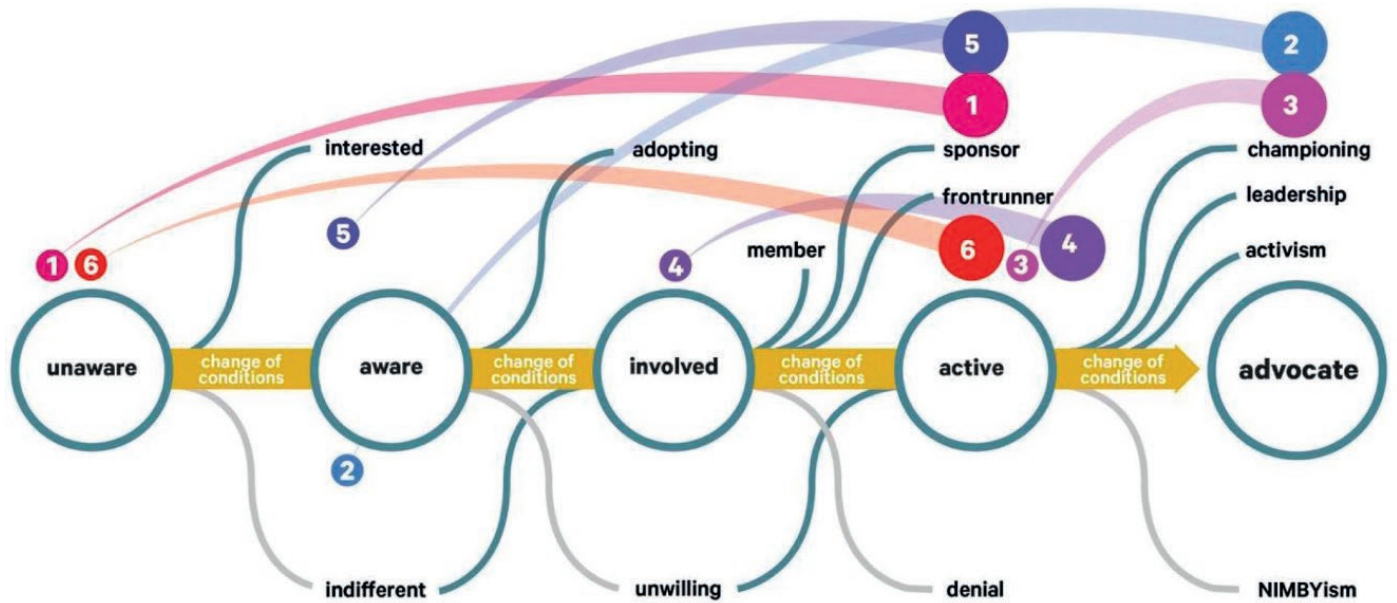 5
2
1
3
interested
adopting
sponsor
championing
frontrunner
leadership
5
member
activism
1
6
4
6
3
4
unaware
change of
conditions
aware
change of
conditions
involved
change of
conditions
active
change of
conditions
advocate
2
indifferent
unwilling
denial
NIMBYism